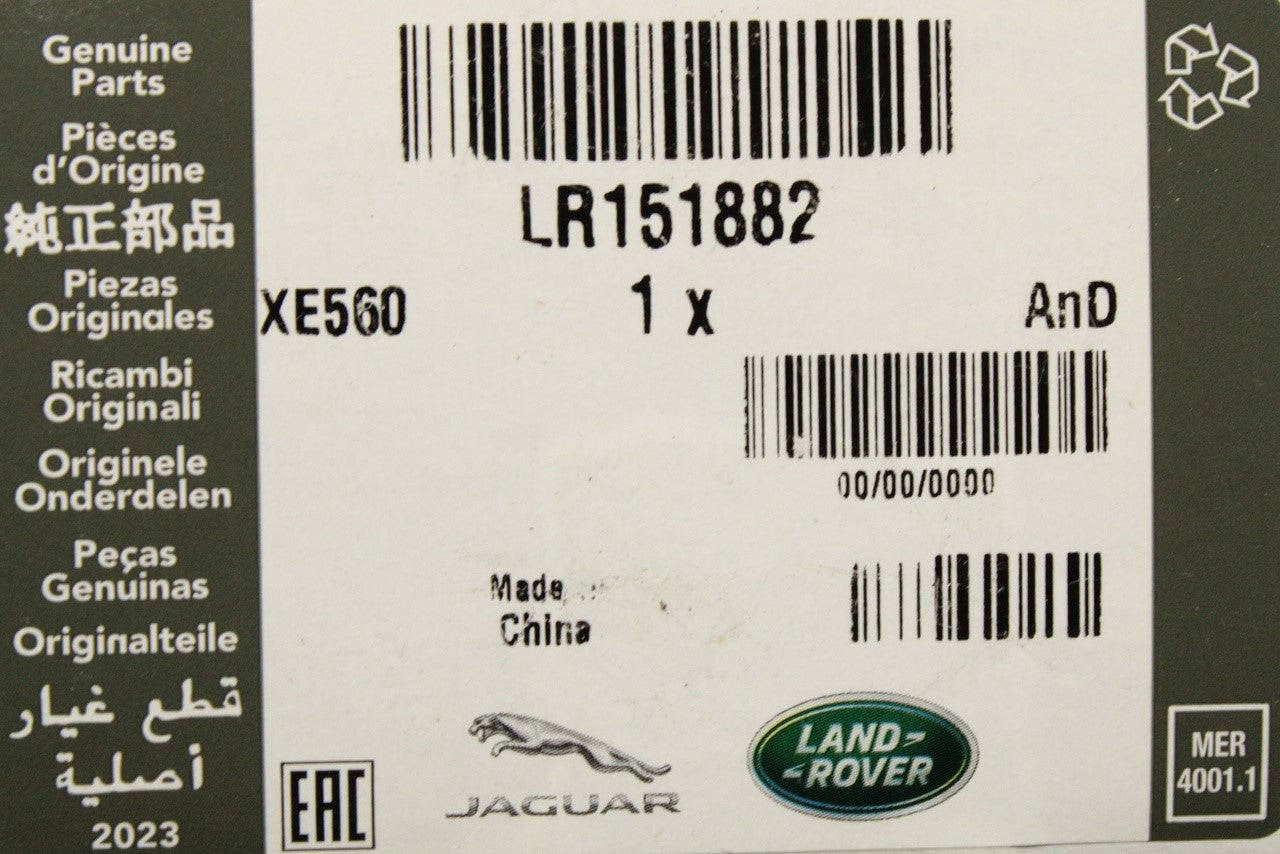 Genuine
Parts
Pièces
d'Origine
純正部品
Piezas
Originales
Ricambi
Originali
Originele
Onderdelen
Peças
Genuinas
Originalteile
قطع غيار
أصلية
2023
LR151882
XE560 1 x AnD
00/00/0000
Made
China
EAC
JAGUAR
LAND
ROVER
MER
4001.1